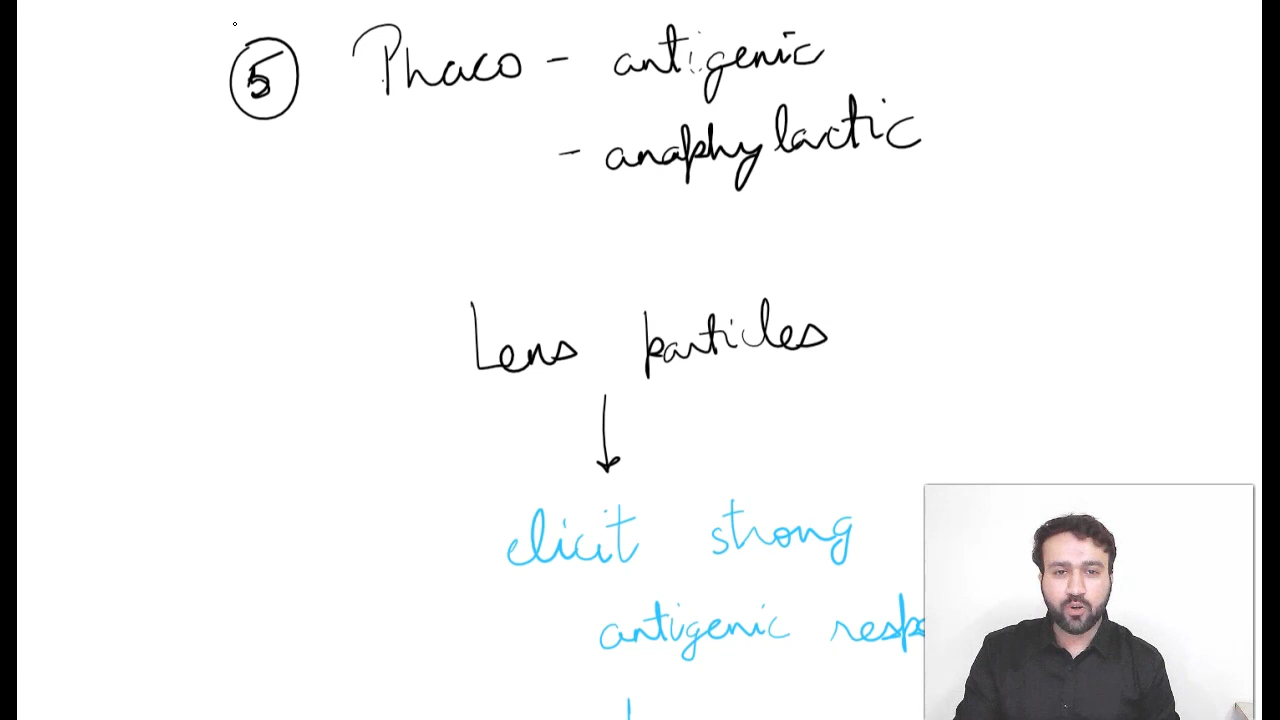 5 Phaco - antigenic
- anaphylactic
Lens particles
elicit strong
antigenic